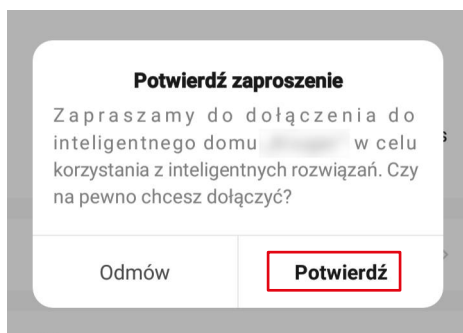 Potwierdź zaproszenie
Zapraszamy do dołączenia do
inteligentnego domu w celu
korzystania z inteligentnych rozwiązań. Czy
na pewno chcesz dołączyć?
Odmów
Potwierdź